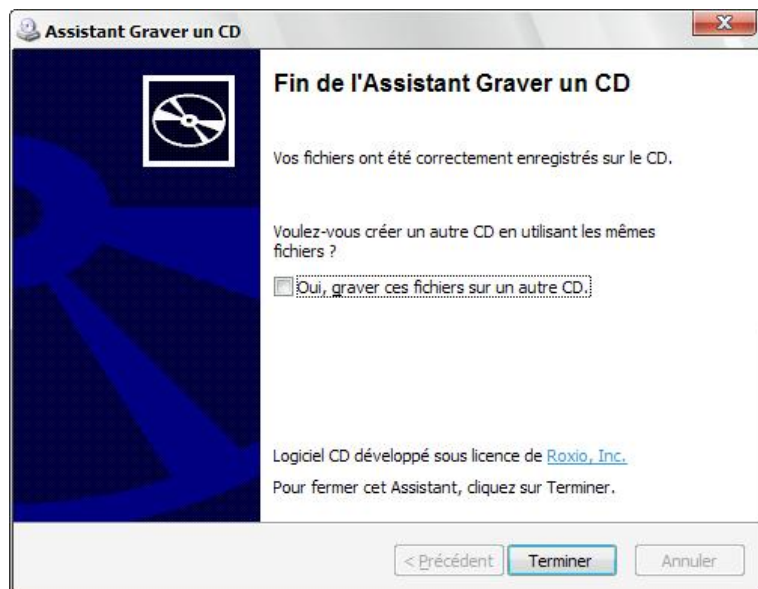 Assistant Graver un CD
Fin de l'Assistant Graver un CD
Vos fichiers ont été correctement enregistrés sur le CD.
Voulez-vous créer un autre CD en utilisant les mêmes
fichiers ?
Oui, graver ces fichiers sur un autre CD.
Logiciel CD développé sous licence de Roxio, Inc.
Pour fermer cet Assistant, cliquez sur Terminer.
< Précédent Terminer Annuler